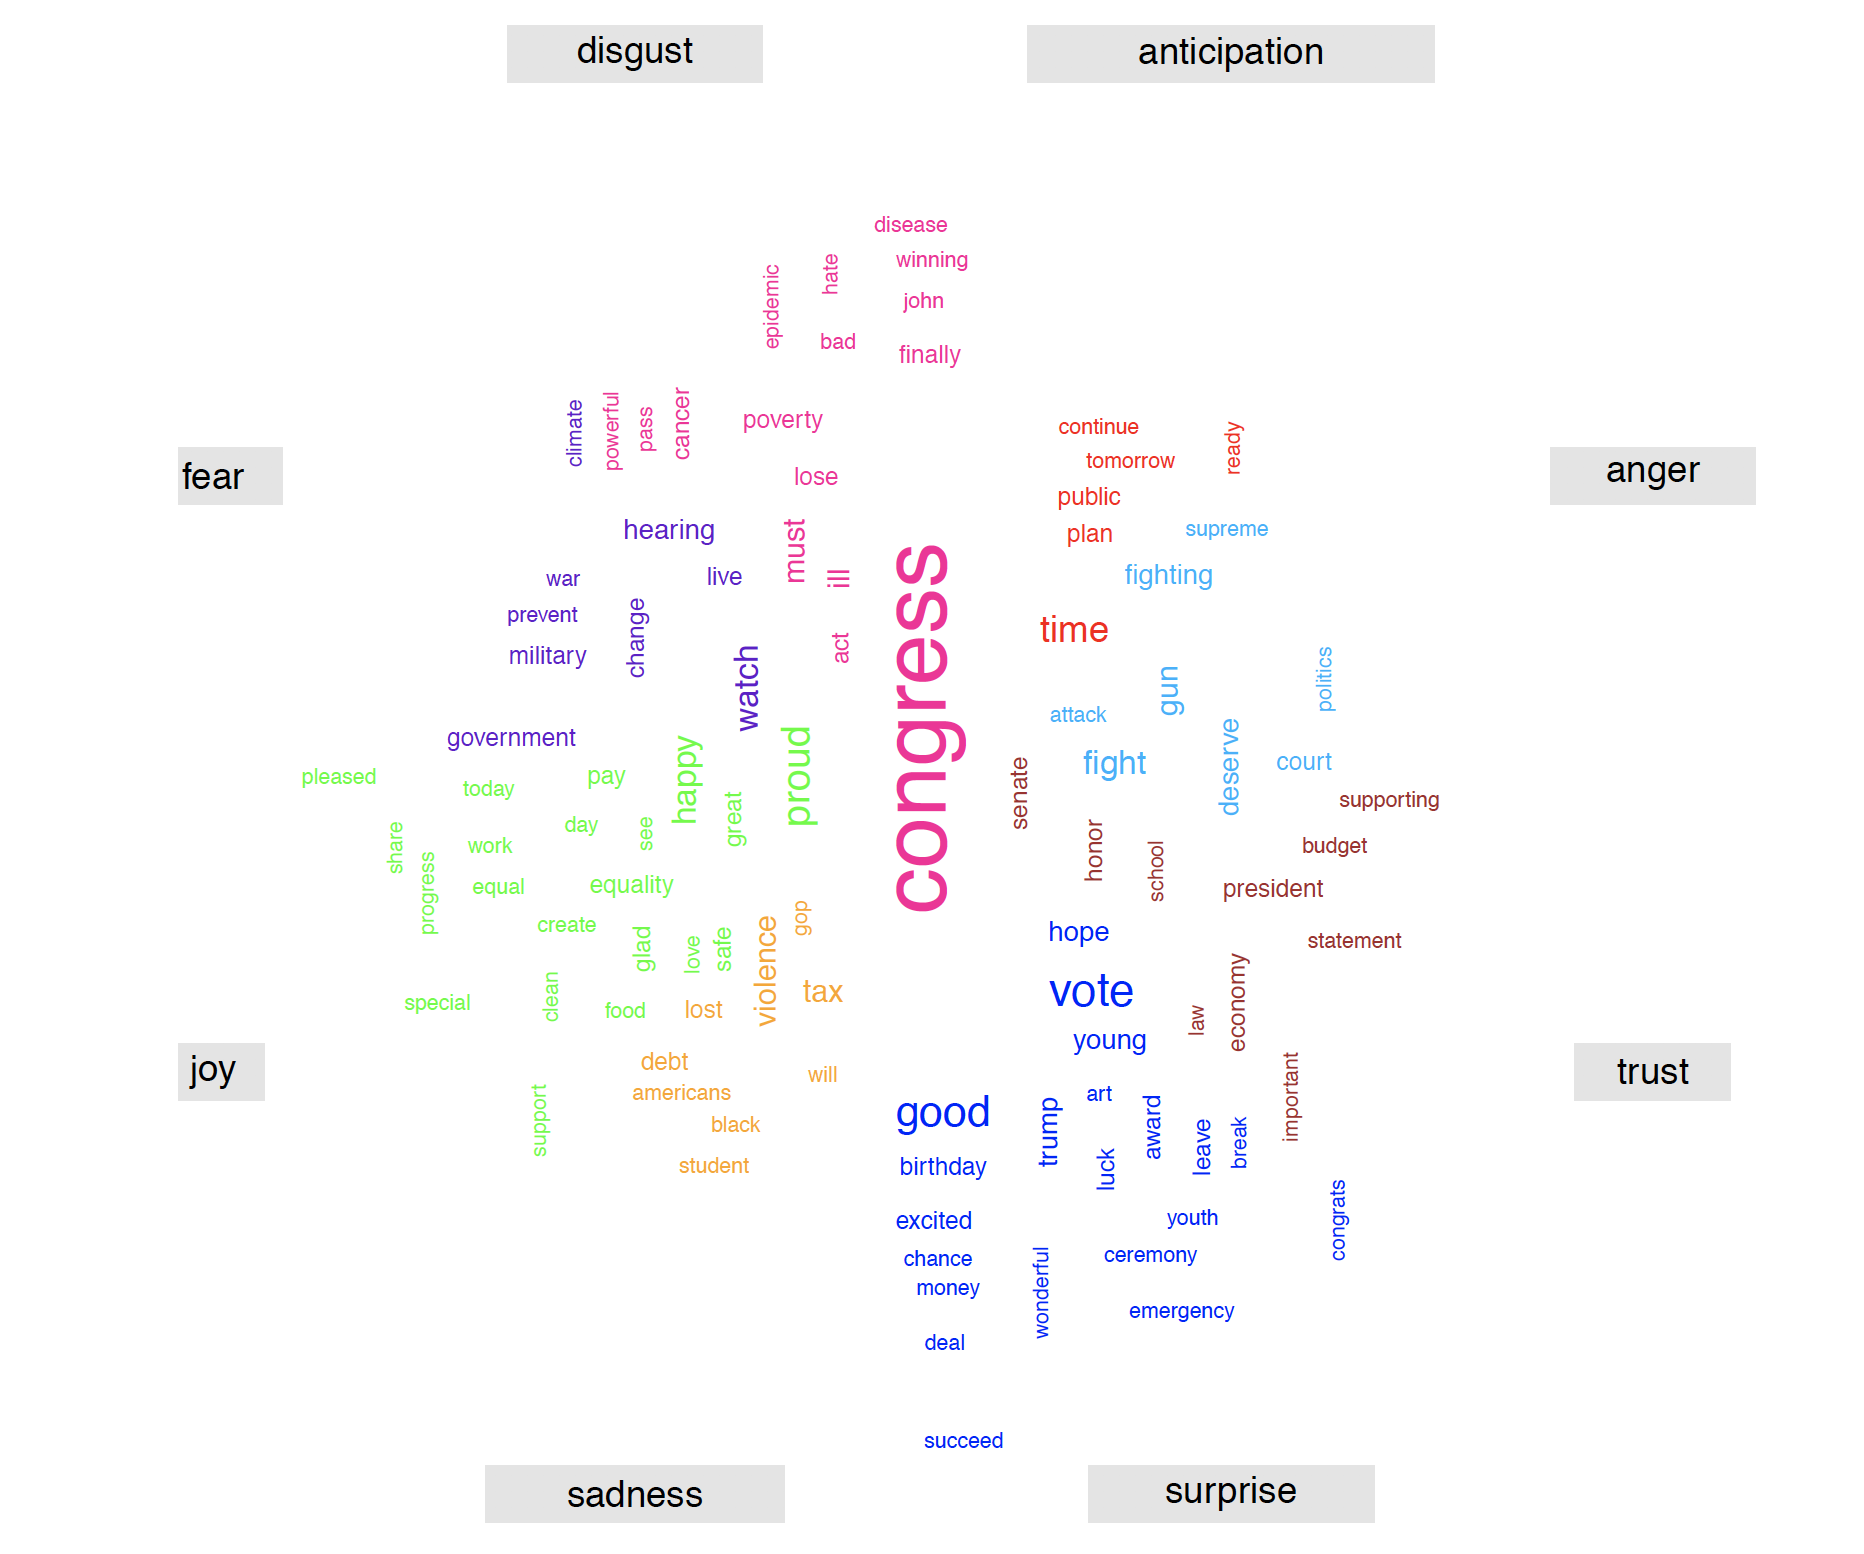 disgust
anticipation
disease
winning
hate
epidemic
john
bad
finally
climate
powerful
pass
cancer
poverty
continue
ready
tomorrow
fear
anger
lose
public
hearing
must
plan
supreme
war
live
ill
fighting
prevent
change
time
military
act
watch
congress
gun
politics
attack
government
happy
proud
fight
deserve
court
pleased
today
pay
great
senate
supporting
share
day
see
honor
work
school
budget
progress
equal
equality
president
create
glad
love
safe
violence
gop
hope
statement
special
clean
food
lost
tax
vote
law
economy
young
joy
debt
will
trust
americans
art
important
support
black
good
trump
award
leave
break
student
birthday
luck
excited
youth
congrats
chance
ceremony
money
wonderful
emergency
deal
succeed
sadness
surprise